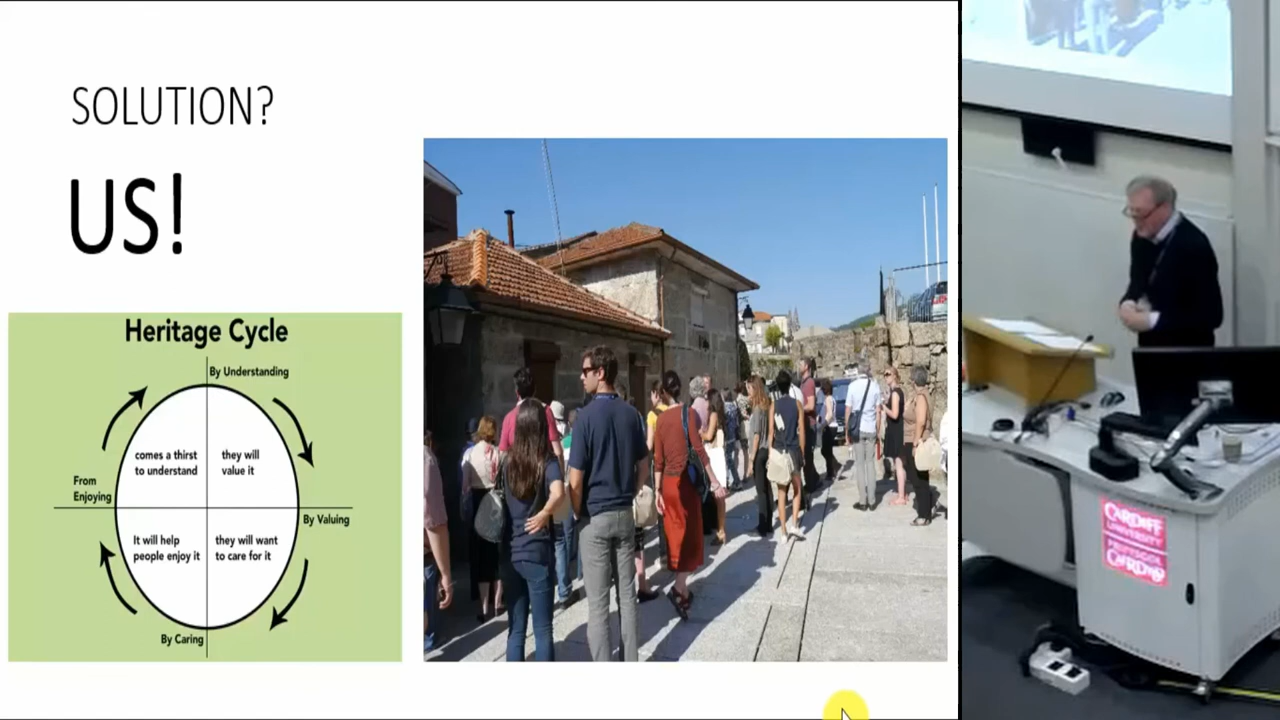 SOLUTION?
US!
Heritage Cycle
By Understanding
comes a thirst
to understand
they will
value it
From
Enjoying
By Valuing
It will help
people enjoy it
they will want
to care for it
By Caring
CARDIFF
UNIVERSITY
PRIFYSGOL
CAERDYDD